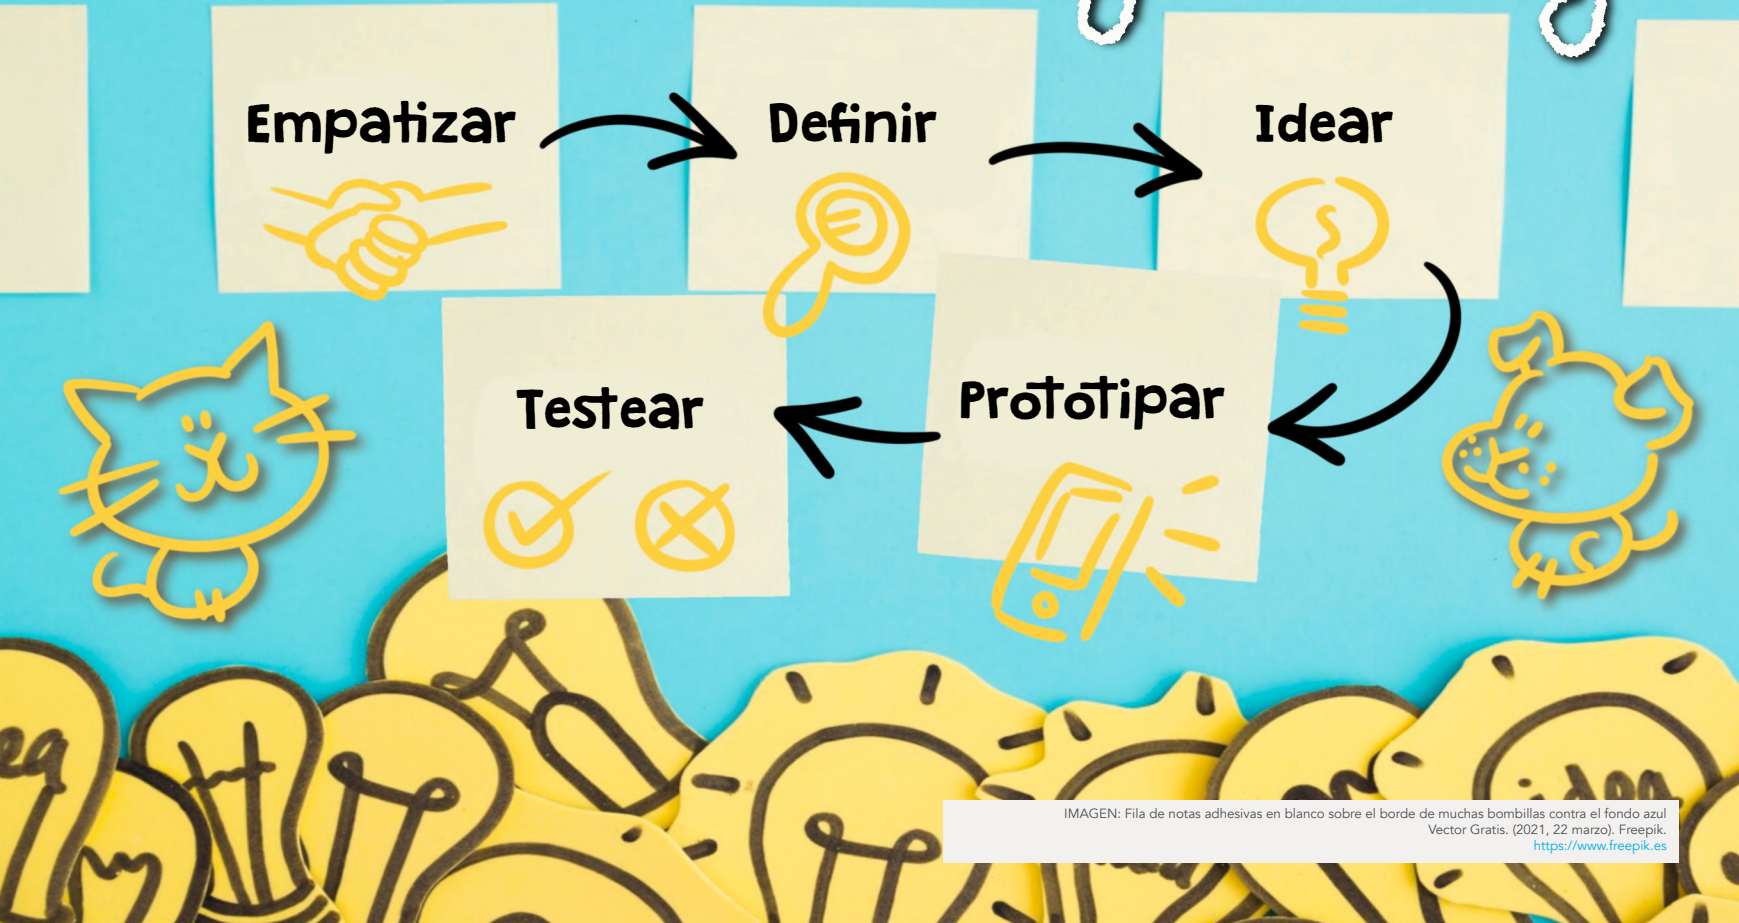 Empatizar
Definir
Idear
Prototipar
Testear
idea
IMAGEN: Fila de notas adhesivas en blanco sobre el borde de muchas bombillas contra el fondo azul
Vector Gratis. (2021, 22 marzo). Freepik.
https://www.freepik.es